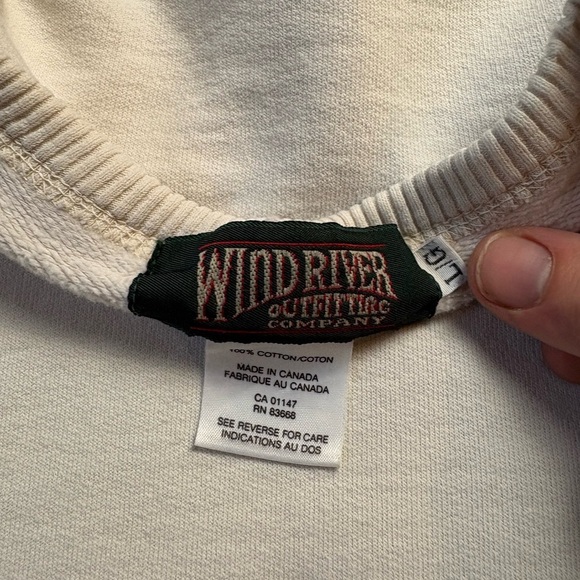 WIND RIVER
OUTFITTING
COMPANY
L/G
100% COTTON/COTON
MADE IN CANADA
FABRIQUE AU CANADA
CA 01147
RN 83668
SEE REVERSE FOR CARE
INDICATIONS AU DOS